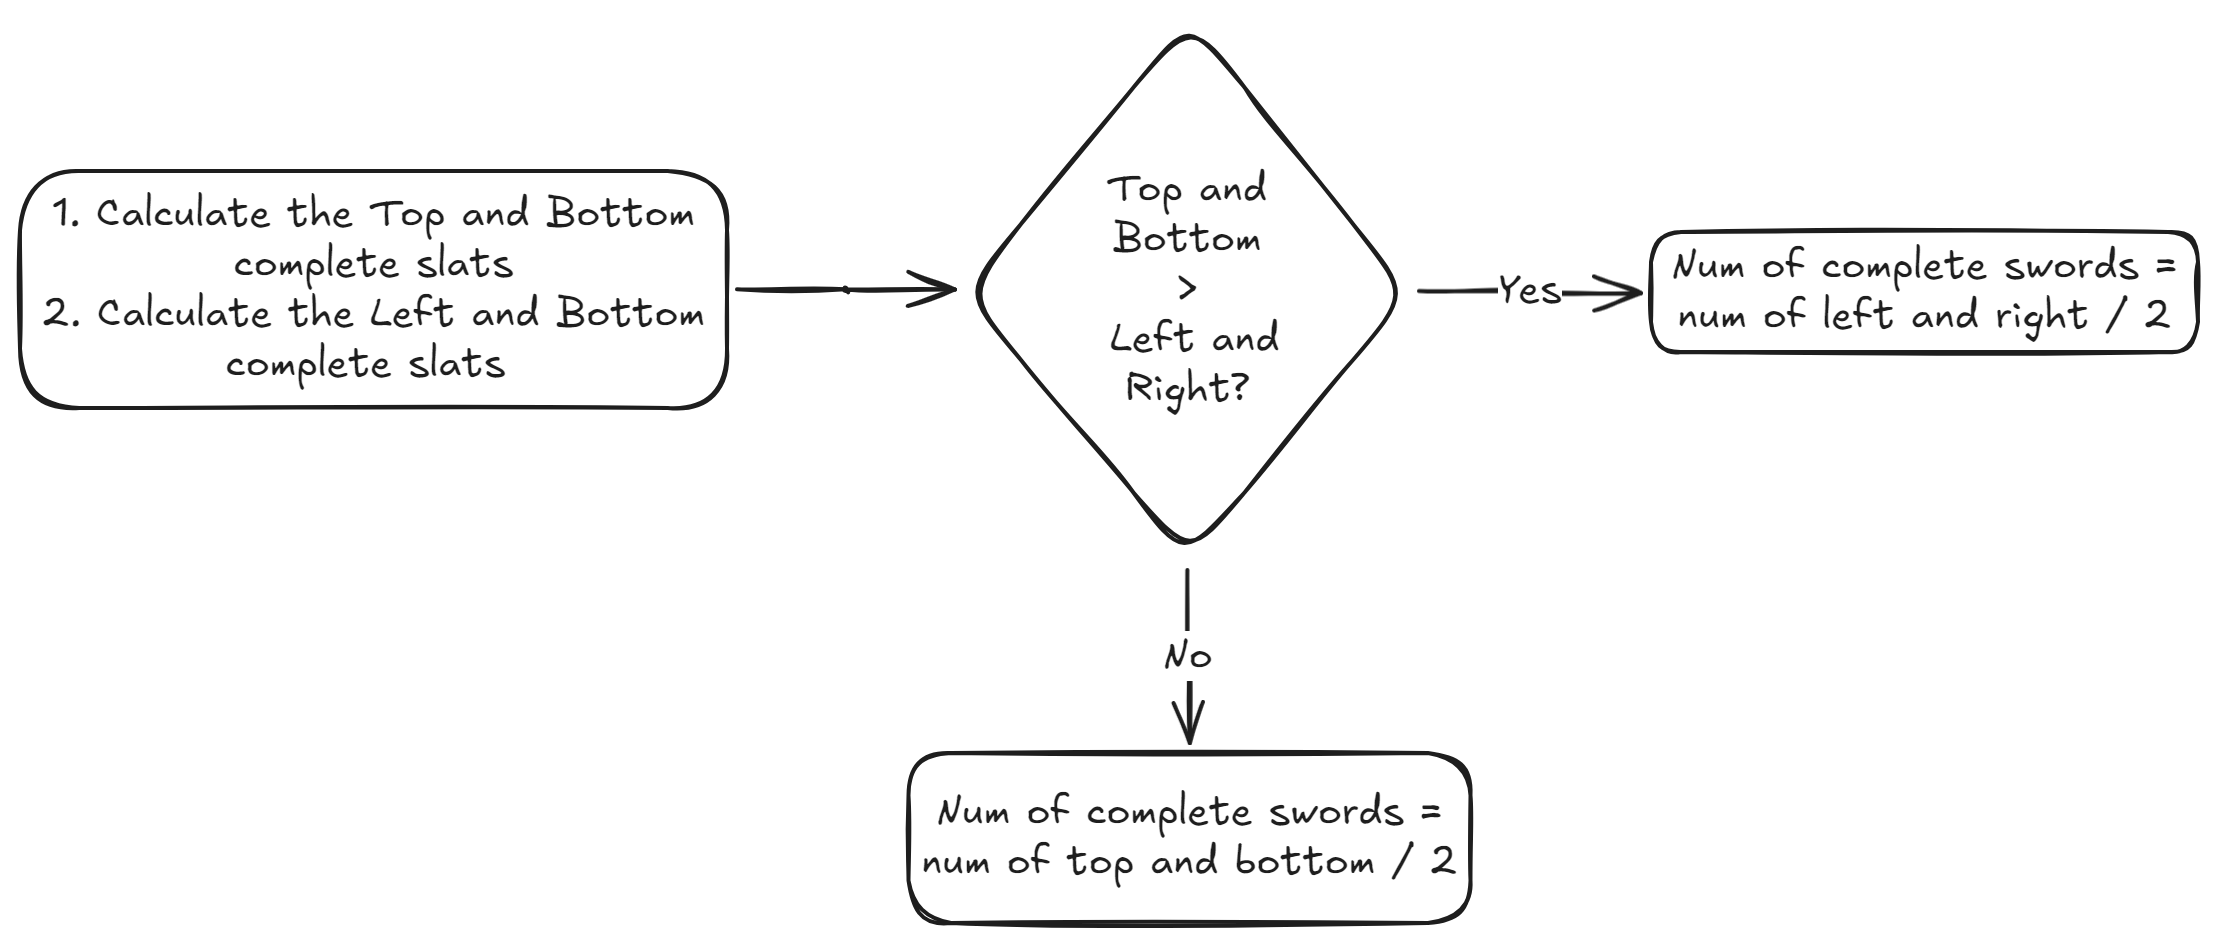 1. Calculate the Top and Bottom
complete slats
2. Calculate the Left and Bottom
complete slats
Top and
Bottom
>
Left and
Right?
Yes
Num of complete swords =
num of left and right / 2
No
Num of complete swords =
num of top and bottom / 2